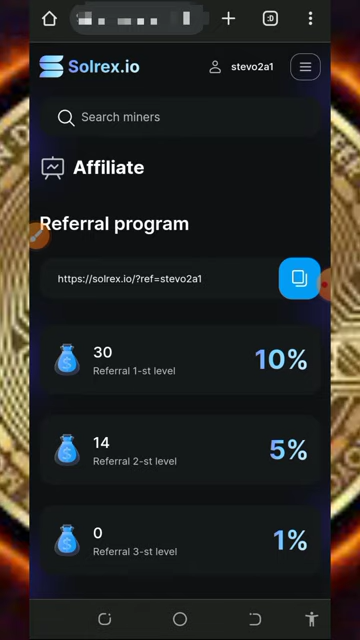 :D
Solrex.io
stevo2a1
Search miners
Affiliate
Referral program
https://solrex.io/?ref=stevo2a1
30
Referral 1-st level
10%
14
Referral 2-st level
5%
0
Referral 3-st level
1%